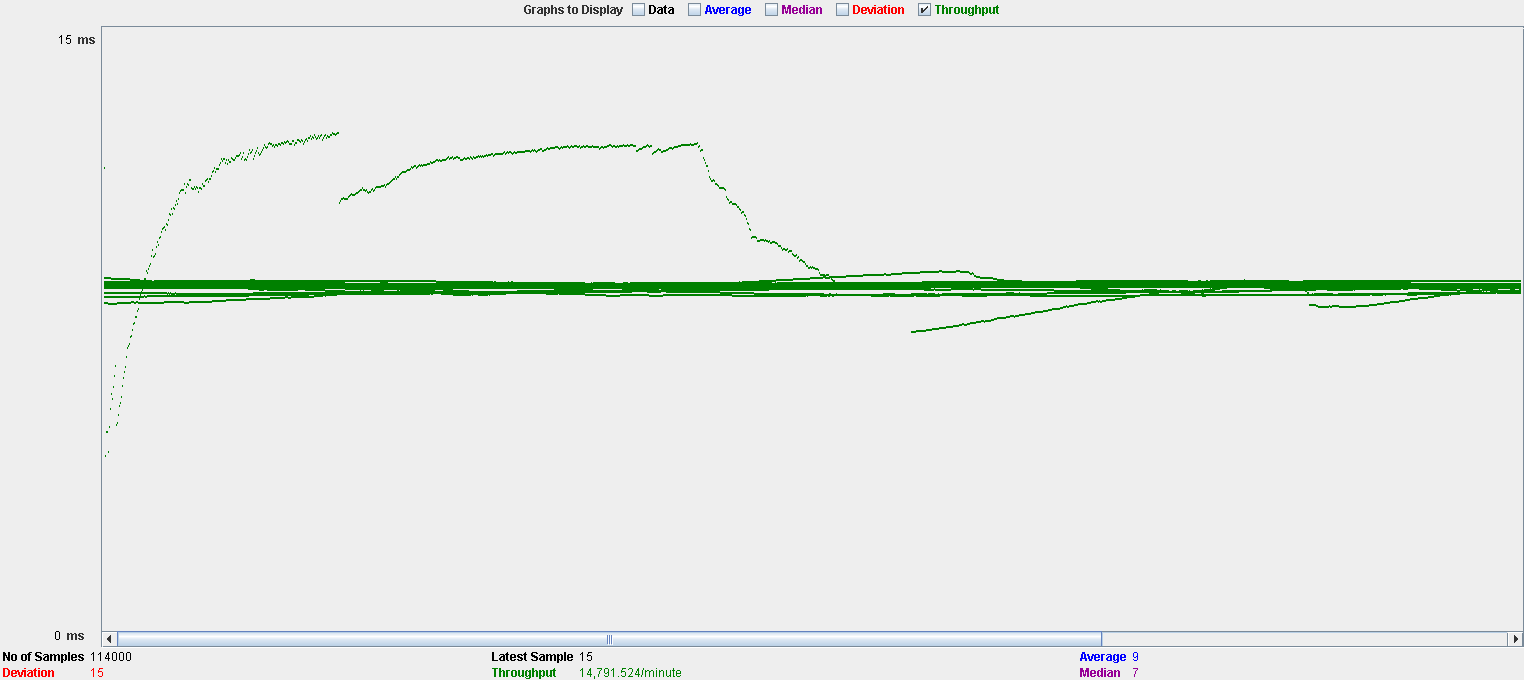 Graphs to Display Data Average Median Deviation Throughput
15 ms
0 ms
No of Samples 114000 Latest Sample 15 Average 9
Deviation 15 Throughput 14,791.524/minute Median 7